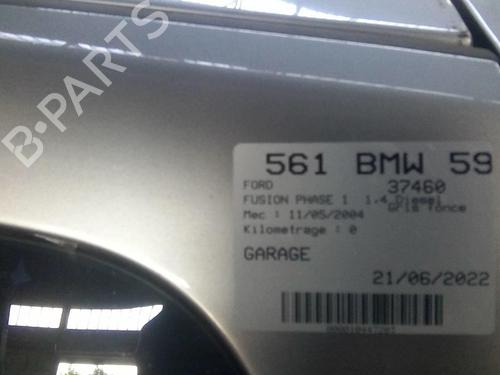 B-PARTS
561 BMW 59
FORD 37460
FUSION PHASE 1 1.4 Diesel
Gris fonce
Mec : 11/05/2004
Kilometrage : 0
GARAGE
21/06/2022